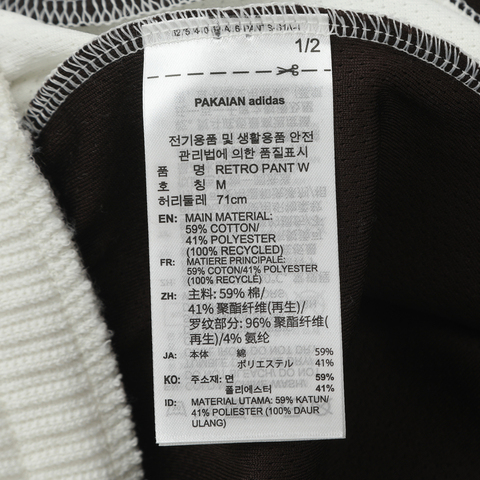 1/2
PAKAIAN adidas
전기용품 및 생활용품 안전
관리법에 의한 품질표시
품 명 RETRO PANT W
호 칭 M
허리둘레 71cm
EN: MAIN MATERIAL:
59% COTTON/
41% POLYESTER
(100% RECYCLED)
FR: MATIERE PRINCIPALE:
59% COTON/41% POLYESTER
(100% RECYCLÉ)
ZH: 主料: 59% 棉/
41% 聚酯纤维(再生)/
罗纹部分: 96% 聚酯纤维(
再生)/4% 氨纶
JA: 本体 綿 59%
ポリエステル 41%
KO: 주소재: 면 59%
폴리에스터 41%
ID: MATERIAL UTAMA: 59% KATUN/
41% POLIESTER (100% DAUR
ULANG)